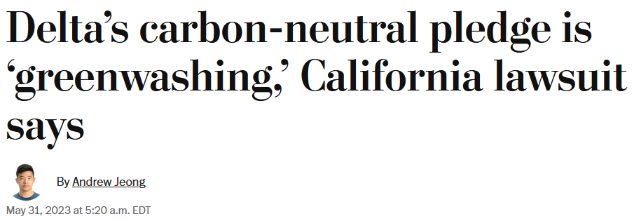 Delta’s carbon-neutral pledge is
‘greenwashing,’ California lawsuit
says
By Andrew Jeong
May 31, 2023 at 5:20 a.m. EDT